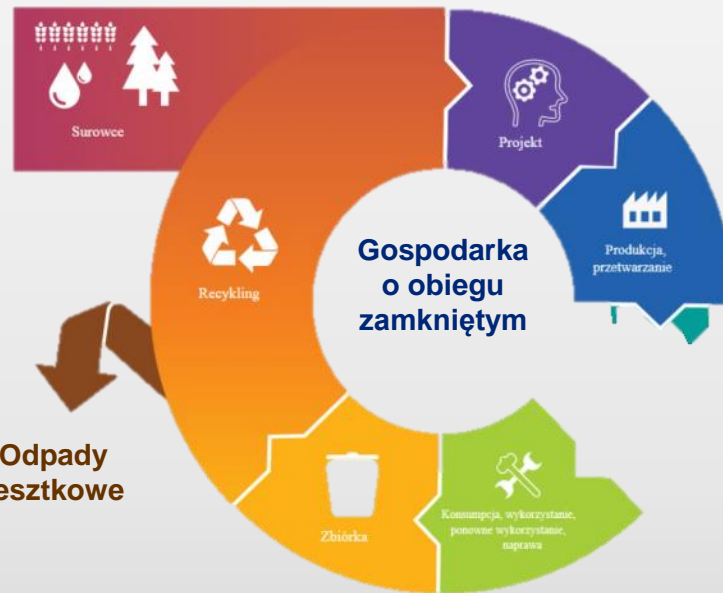 Surowce
Projekt
Produkcja,
przetwarzanie
Recykling
Gospodarka
o obiegu
zamkniętym
Odpady
esztkowe
Zbiórka
Konsumpcja, wykorzystanie,
ponowne wykorzystanie,
naprawa